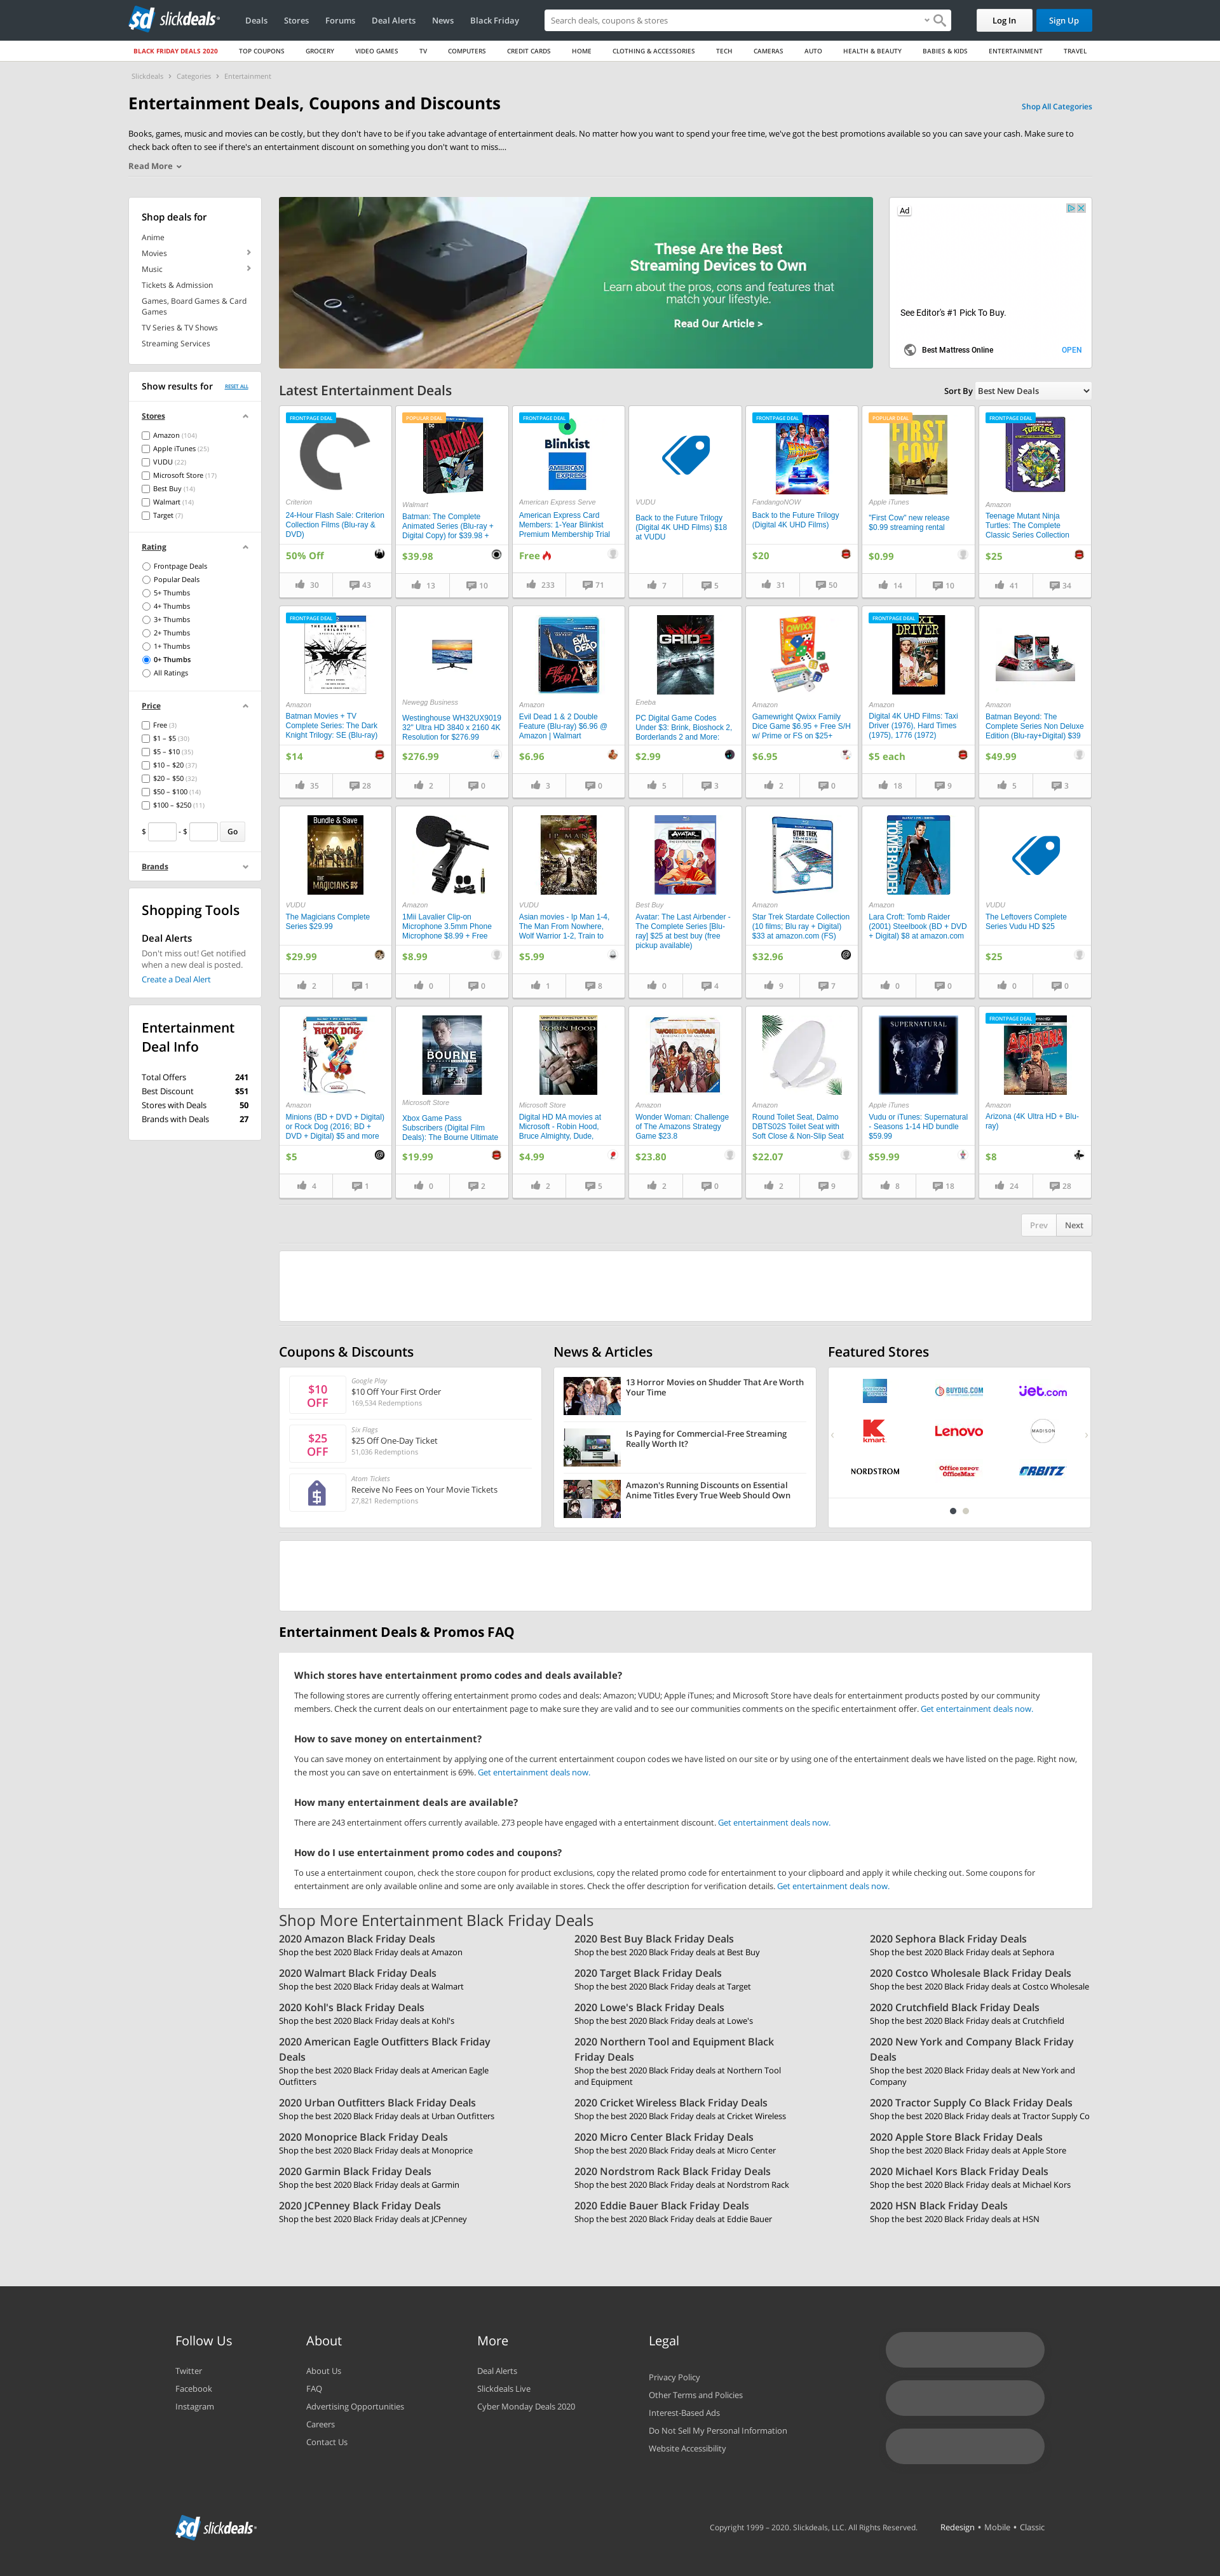 slickdeals
Deals
Stores
Forums
Deal Alerts
News
Black Friday
Search deals, coupons & stores
Log In
Sign Up
BLACK FRIDAY DEALS 2020
TOP COUPONS
GROCERY
VIDEO GAMES
TV
COMPUTERS
CREDIT CARDS
HOME
CLOTHING & ACCESSORIES
TECH
CAMERAS
AUTO
HEALTH & BEAUTY
BABIES & KIDS
ENTERTAINMENT
TRAVEL
Slickdeals › Categories › Entertainment
Entertainment Deals, Coupons and Discounts
Shop All Categories
Books, games, music and movies can be costly, but they don't have to be if you take advantage of entertainment deals. No matter how you want to spend your free time, we've got the best promotions available so you can save your cash. Make sure to
check back often to see if there's an entertainment discount on something you don't want to miss....
Read More
Shop deals for
Anime
Movies
Music
Tickets & Admission
Games, Board Games & Card
Games
TV Series & TV Shows
Streaming Services
Show results for
RESET ALL
Stores
Amazon (104)
Apple iTunes (25)
VUDU (22)
Microsoft Store (17)
Best Buy (14)
Walmart (14)
Target (7)
Rating
Frontpage Deals
Popular Deals
5+ Thumbs
4+ Thumbs
3+ Thumbs
2+ Thumbs
1+ Thumbs
0+ Thumbs
All Ratings
Price
Free (3)
$1 – $5 (30)
$5 – $10 (35)
$10 – $20 (37)
$20 – $50 (32)
$50 – $100 (14)
$100 – $250 (11)
$ - $ Go
Brands
Shopping Tools
Deal Alerts
Don't miss out! Get notified
when a new deal is posted.
Create a Deal Alert
Entertainment
Deal Info
Total Offers 241
Best Discount $51
Stores with Deals 50
Brands with Deals 27
These Are the Best
Streaming Devices to Own
Learn about the pros, cons and features that
match your lifestyle.
Read Our Article >
Ad
See Editor's #1 Pick To Buy.
Best Mattress Online
OPEN
Latest Entertainment Deals
Sort By Best New Deals
FRONTPAGE DEAL
Criterion
24-Hour Flash Sale: Criterion
Collection Films (Blu-ray &
DVD)
50% Off
30 43
POPULAR DEAL
BATMAN
Walmart
Batman: The Complete
Animated Series (Blu-ray +
Digital Copy) for $39.98 +
$39.98
13 10
FRONTPAGE DEAL
Blinkist
AMERICAN EXPRESS
American Express Serve
American Express Card
Members: 1-Year Blinkist
Premium Membership Trial
Free
233 71
VUDU
Back to the Future Trilogy
(Digital 4K UHD Films) $18
at VUDU
7 5
FRONTPAGE DEAL
FandangoNOW
Back to the Future Trilogy
(Digital 4K UHD Films)
$20
31 50
POPULAR DEAL
FIRST COW
Apple iTunes
"First Cow" new release
$0.99 streaming rental
$0.99
14 10
FRONTPAGE DEAL
TURTLES
Amazon
Teenage Mutant Ninja
Turtles: The Complete
Classic Series Collection
$25
41 34
FRONTPAGE DEAL
Amazon
Batman Movies + TV
Complete Series: The Dark
Knight Trilogy: SE (Blu-ray)
$14
35 28
Newegg Business
Westinghouse WH32UX9019
32" Ultra HD 3840 x 2160 4K
Resolution for $276.99
$276.99
2 0
EVIL DEAD
EVIL DEAD 2
Amazon
Evil Dead 1 & 2 Double
Feature (Blu-ray) $6.96 @
Amazon | Walmart
$6.96
3 0
GRID 2
Eneba
PC Digital Game Codes
Under $3: Brink, Bioshock 2,
Borderlands 2 and More:
$2.99
5 3
QWIXX
Amazon
Gamewright Qwixx Family
Dice Game $6.95 + Free S/H
w/ Prime or FS on $25+
$6.95
2 0
FRONTPAGE DEAL
TAXI DRIVER
Amazon
Digital 4K UHD Films: Taxi
Driver (1976), Hard Times
(1975), 1776 (1972)
$5 each
18 9
Amazon
Batman Beyond: The
Complete Series Non Deluxe
Edition (Blu-ray+Digital) $39
$49.99
5 3
Bundle & Save
THE MAGICIANS
VUDU
The Magicians Complete
Series $29.99
$29.99
2 1
Amazon
1Mii Lavalier Clip-on
Microphone 3.5mm Phone
Microphone $8.99 + Free
$8.99
0 0
IP MAN
VUDU
Asian movies - Ip Man 1-4,
The Man From Nowhere,
Wolf Warrior 1-2, Train to
$5.99
1 8
AVATAR
Best Buy
Avatar: The Last Airbender -
The Complete Series [Blu-
ray] $25 at best buy (free
pickup available)
0 4
STAR TREK
Amazon
Star Trek Stardate Collection
(10 films; Blu ray + Digital)
$33 at amazon.com (FS)
$32.96
9 7
TOMB RAIDER
Amazon
Lara Croft: Tomb Raider
(2001) Steelbook (BD + DVD
+ Digital) $8 at amazon.com
0 0
VUDU
The Leftovers Complete
Series Vudu HD $25
$25
0 0
ROCK DOG
Amazon
Minions (BD + DVD + Digital)
or Rock Dog (2016; BD +
DVD + Digital) $5 and more
$5
4 1
BOURNE
Microsoft Store
Xbox Game Pass
Subscribers (Digital Film
Deals): The Bourne Ultimate
$19.99
0 2
ROBIN HOOD
Microsoft Store
Digital HD MA movies at
Microsoft - Robin Hood,
Bruce Almighty, Dude,
$4.99
2 5
WONDER WOMAN
Amazon
Wonder Woman: Challenge
of The Amazons Strategy
Game $23.8
$23.80
2 0
Amazon
Round Toilet Seat, Dalmo
DBTS02S Toilet Seat with
Soft Close & Non-Slip Seat
$22.07
2 9
SUPERNATURAL
Apple iTunes
Vudu or iTunes: Supernatural
- Seasons 1-14 HD bundle
$59.99
$59.99
8 18
FRONTPAGE DEAL
ARIZONA
Amazon
Arizona (4K Ultra HD + Blu-
ray)
$8
24 28
Prev Next
Coupons & Discounts
$10 OFF
Google Play
$10 Off Your First Order
169,534 Redemptions
$25 OFF
Six Flags
$25 Off One-Day Ticket
51,036 Redemptions
Atom Tickets
Receive No Fees on Your Movie Tickets
27,821 Redemptions
News & Articles
13 Horror Movies on Shudder That Are Worth
Your Time
Is Paying for Commercial-Free Streaming
Really Worth It?
Amazon's Running Discounts on Essential
Anime Titles Every True Weeb Should Own
Featured Stores
BUYDIG.COM
jet.com
kmart
Lenovo
MADISON
NORDSTROM
Office DEPOT
OfficeMax
ORBITZ
Entertainment Deals & Promos FAQ
Which stores have entertainment promo codes and deals available?
The following stores are currently offering entertainment promo codes and deals: Amazon; VUDU; Apple iTunes; and Microsoft Store have deals for entertainment products posted by our community
members. Check the current deals on our entertainment page to make sure they are valid and to see our communities comments on the specific entertainment offer. Get entertainment deals now.
How to save money on entertainment?
You can save money on entertainment by applying one of the current entertainment coupon codes we have listed on our site or by using one of the entertainment deals we have listed on the page. Right now,
the most you can save on entertainment is 69%. Get entertainment deals now.
How many entertainment deals are available?
There are 243 entertainment offers currently available. 273 people have engaged with a entertainment discount. Get entertainment deals now.
How do I use entertainment promo codes and coupons?
To use a entertainment coupon, check the store coupon for product exclusions, copy the related promo code for entertainment to your clipboard and apply it while checking out. Some coupons for
entertainment are only available online and some are only available in stores. Check the offer description for verification details. Get entertainment deals now.
Shop More Entertainment Black Friday Deals
2020 Amazon Black Friday Deals
Shop the best 2020 Black Friday deals at Amazon
2020 Best Buy Black Friday Deals
Shop the best 2020 Black Friday deals at Best Buy
2020 Sephora Black Friday Deals
Shop the best 2020 Black Friday deals at Sephora
2020 Walmart Black Friday Deals
Shop the best 2020 Black Friday deals at Walmart
2020 Target Black Friday Deals
Shop the best 2020 Black Friday deals at Target
2020 Costco Wholesale Black Friday Deals
Shop the best 2020 Black Friday deals at Costco Wholesale
2020 Kohl's Black Friday Deals
Shop the best 2020 Black Friday deals at Kohl's
2020 Lowe's Black Friday Deals
Shop the best 2020 Black Friday deals at Lowe's
2020 Crutchfield Black Friday Deals
Shop the best 2020 Black Friday deals at Crutchfield
2020 American Eagle Outfitters Black Friday
Deals
Shop the best 2020 Black Friday deals at American Eagle
Outfitters
2020 Northern Tool and Equipment Black
Friday Deals
Shop the best 2020 Black Friday deals at Northern Tool
and Equipment
2020 New York and Company Black Friday
Deals
Shop the best 2020 Black Friday deals at New York and
Company
2020 Urban Outfitters Black Friday Deals
Shop the best 2020 Black Friday deals at Urban Outfitters
2020 Cricket Wireless Black Friday Deals
Shop the best 2020 Black Friday deals at Cricket Wireless
2020 Tractor Supply Co Black Friday Deals
Shop the best 2020 Black Friday deals at Tractor Supply Co
2020 Monoprice Black Friday Deals
Shop the best 2020 Black Friday deals at Monoprice
2020 Micro Center Black Friday Deals
Shop the best 2020 Black Friday deals at Micro Center
2020 Apple Store Black Friday Deals
Shop the best 2020 Black Friday deals at Apple Store
2020 Garmin Black Friday Deals
Shop the best 2020 Black Friday deals at Garmin
2020 Nordstrom Rack Black Friday Deals
Shop the best 2020 Black Friday deals at Nordstrom Rack
2020 Michael Kors Black Friday Deals
Shop the best 2020 Black Friday deals at Michael Kors
2020 JCPenney Black Friday Deals
Shop the best 2020 Black Friday deals at JCPenney
2020 Eddie Bauer Black Friday Deals
Shop the best 2020 Black Friday deals at Eddie Bauer
2020 HSN Black Friday Deals
Shop the best 2020 Black Friday deals at HSN
Follow Us
Twitter
Facebook
Instagram
About
About Us
FAQ
Advertising Opportunities
Careers
Contact Us
More
Deal Alerts
Slickdeals Live
Cyber Monday Deals 2020
Legal
Privacy Policy
Other Terms and Policies
Interest-Based Ads
Do Not Sell My Personal Information
Website Accessibility
slickdeals
Copyright 1999 – 2020. Slickdeals, LLC. All Rights Reserved.
Redesign • Mobile • Classic